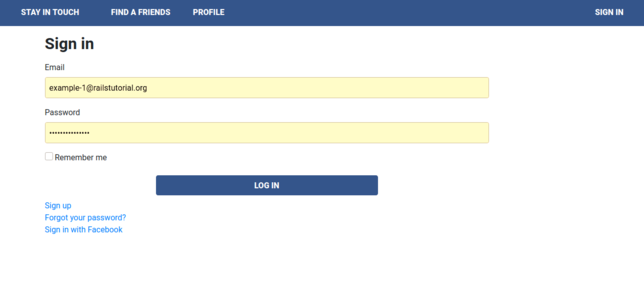 STAY IN TOUCH FIND A FRIENDS PROFILE SIGN IN
Sign in
Email
example-1@railstutorial.org
Password
•••••••••••••••
Remember me
LOG IN
Sign up
Forgot your password?
Sign in with Facebook